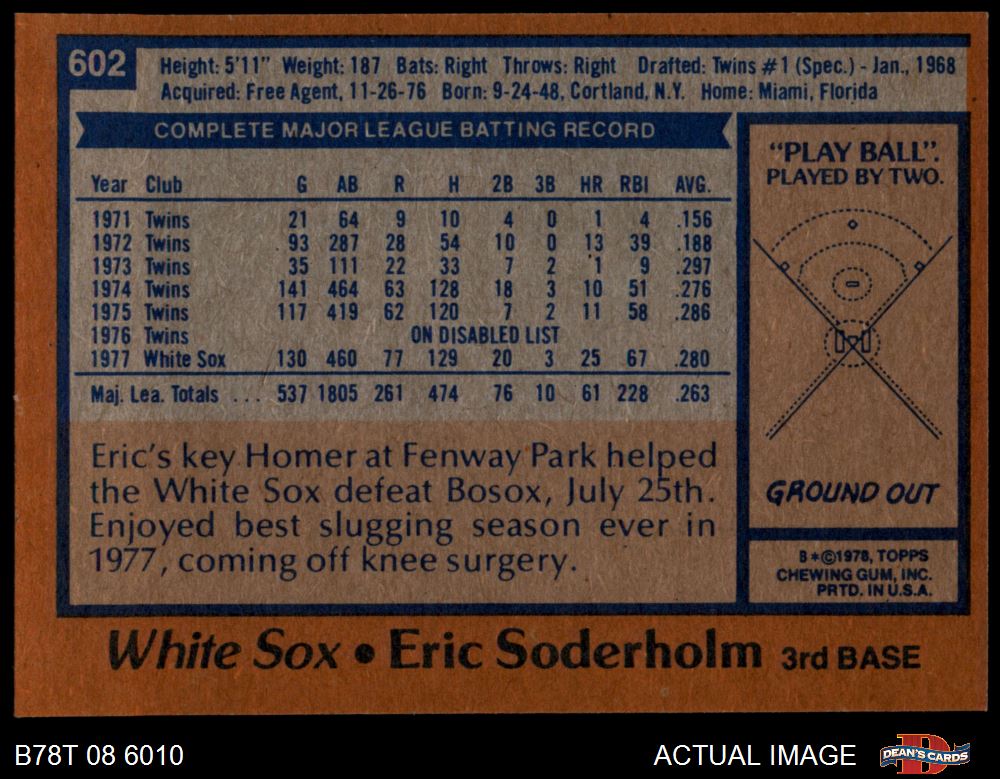 602
Height: 5'11" Weight: 187 Bats: Right Throws: Right Drafted: Twins #1 (Spec.) - Jan., 1968
Acquired: Free Agent, 11-26-76 Born: 9-24-48, Cortland, N.Y. Home: Miami, Florida
COMPLETE MAJOR LEAGUE BATTING RECORD
Year Club G AB R H 2B 3B HR RBI AVG.
1971 Twins 21 64 9 10 4 0 1 4 .156
1972 Twins 93 287 28 54 10 0 13 39 .188
1973 Twins 35 111 22 33 7 2 1 9 .297
1974 Twins 141 464 63 128 18 3 10 51 .276
1975 Twins 117 419 62 120 7 2 11 58 .286
1976 Twins ON DISABLED LIST
1977 White Sox 130 460 77 129 20 3 25 67 .280
Maj. Lea. Totals ... 537 1805 261 474 76 10 61 228 .263
Eric's key Homer at Fenway Park helped
the White Sox defeat Bosox, July 25th.
Enjoyed best slugging season ever in
1977, coming off knee surgery.
"PLAY BALL".
PLAYED BY TWO.
GROUND OUT
B*©1978, TOPPS
CHEWING GUM, INC.
PRTD. IN U.S.A.
White Sox • Eric Soderholm 3rd BASE
B78T 08 6010
ACTUAL IMAGE
DEAN'S CARDS